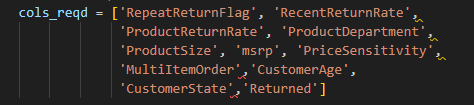 cols_reqd = ['RepeatReturnFlag', 'RecentReturnRate',
'ProductReturnRate', 'ProductDepartment',
'ProductSize', 'msrp', 'PriceSensitivity',
'MultiItemOrder','CustomerAge',
'CustomerState','Returned']